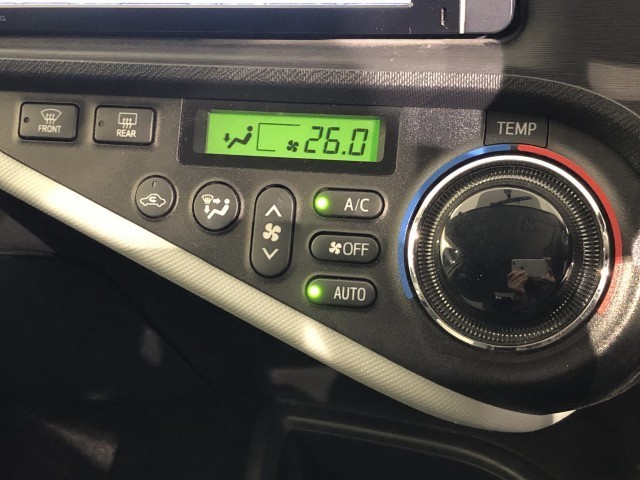 FRONT
REAR
26.0
TEMP
A/C
OFF
AUTO